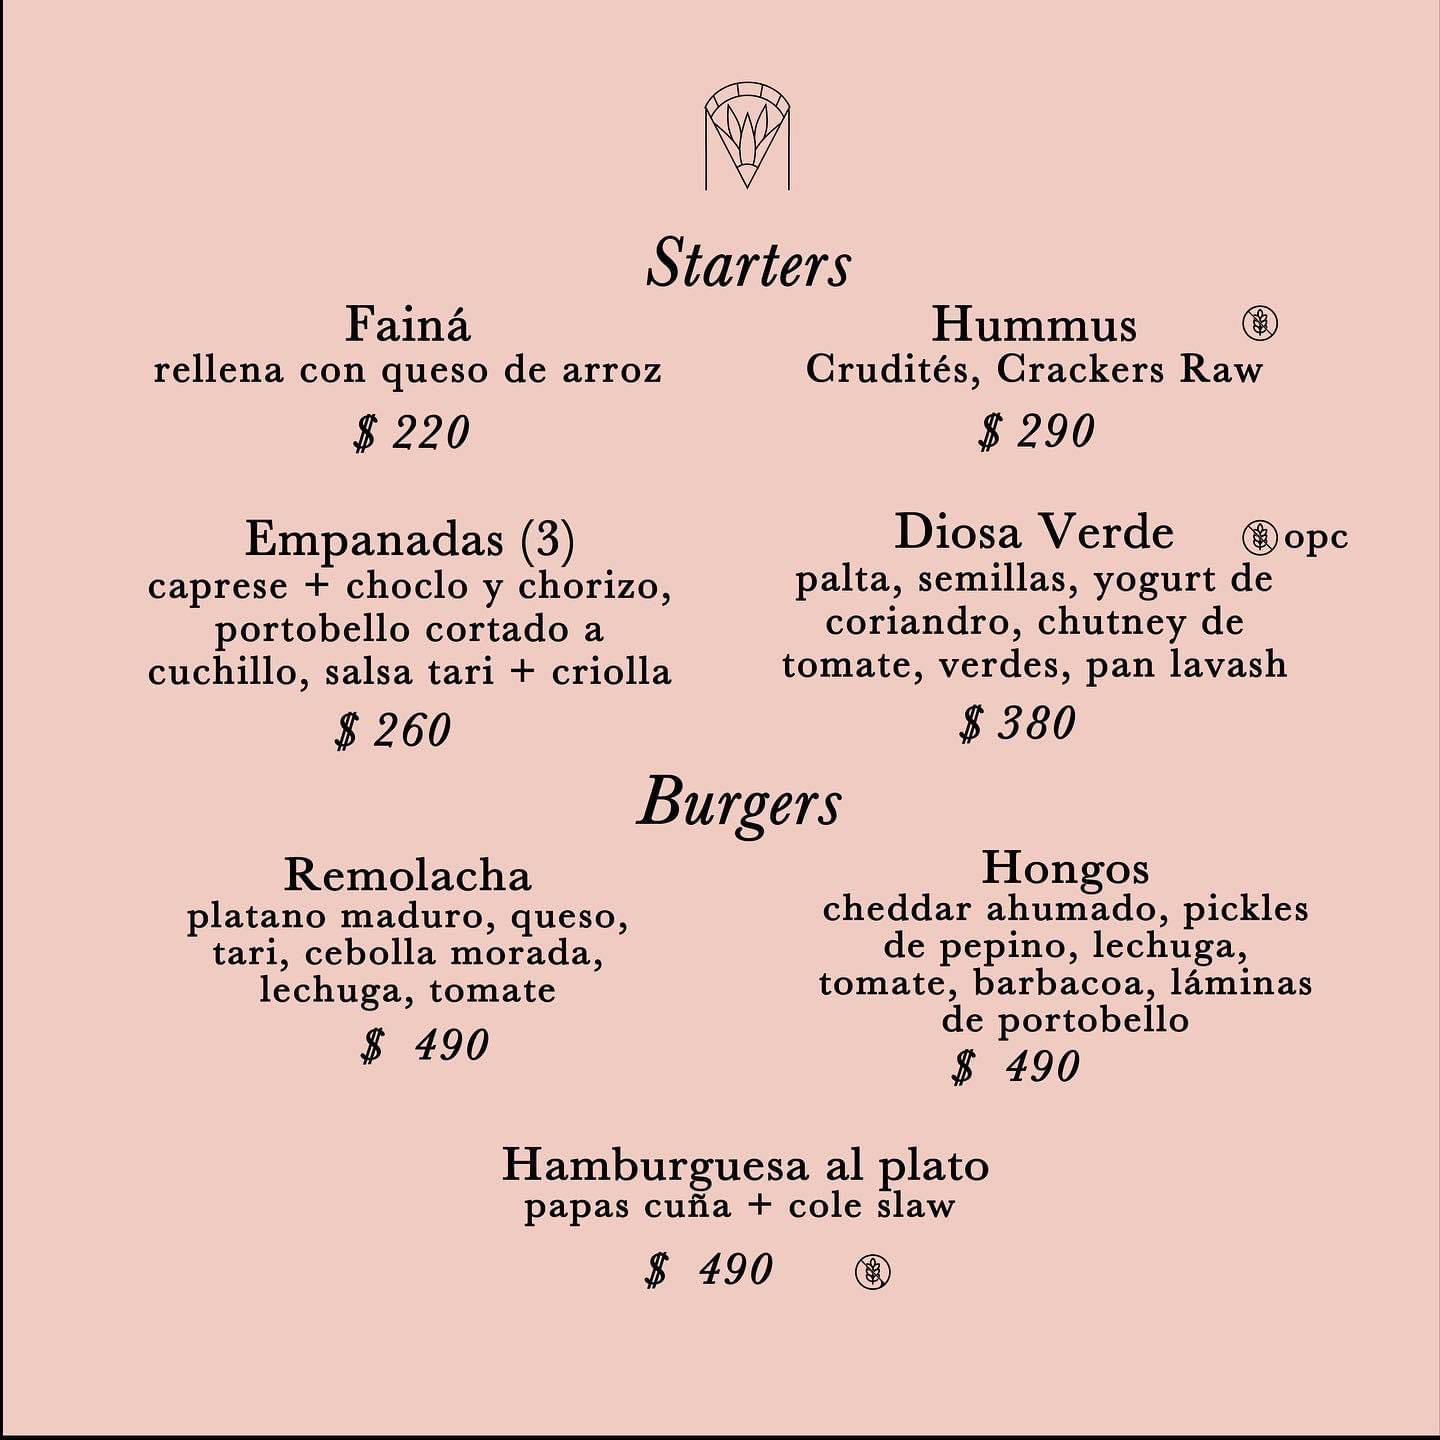 Starters
Fainá
rellena con queso de arroz
$ 220
Hummus
Crudités, Crackers Raw
$ 290
Empanadas (3)
caprese + choclo y chorizo,
portobello cortado a
cuchillo, salsa tari + criolla
$ 260
Diosa Verde
opc
palta, semillas, yogurt de
coriandro, chutney de
tomate, verdes, pan lavash
$ 380
Burgers
Remolacha
platano maduro, queso,
tari, cebolla morada,
lechuga, tomate
$ 490
Hongos
cheddar ahumado, pickles
de pepino, lechuga,
tomate, barbacoa, láminas
de portobello
$ 490
Hamburguesa al plato
papas cuña + cole slaw
$ 490